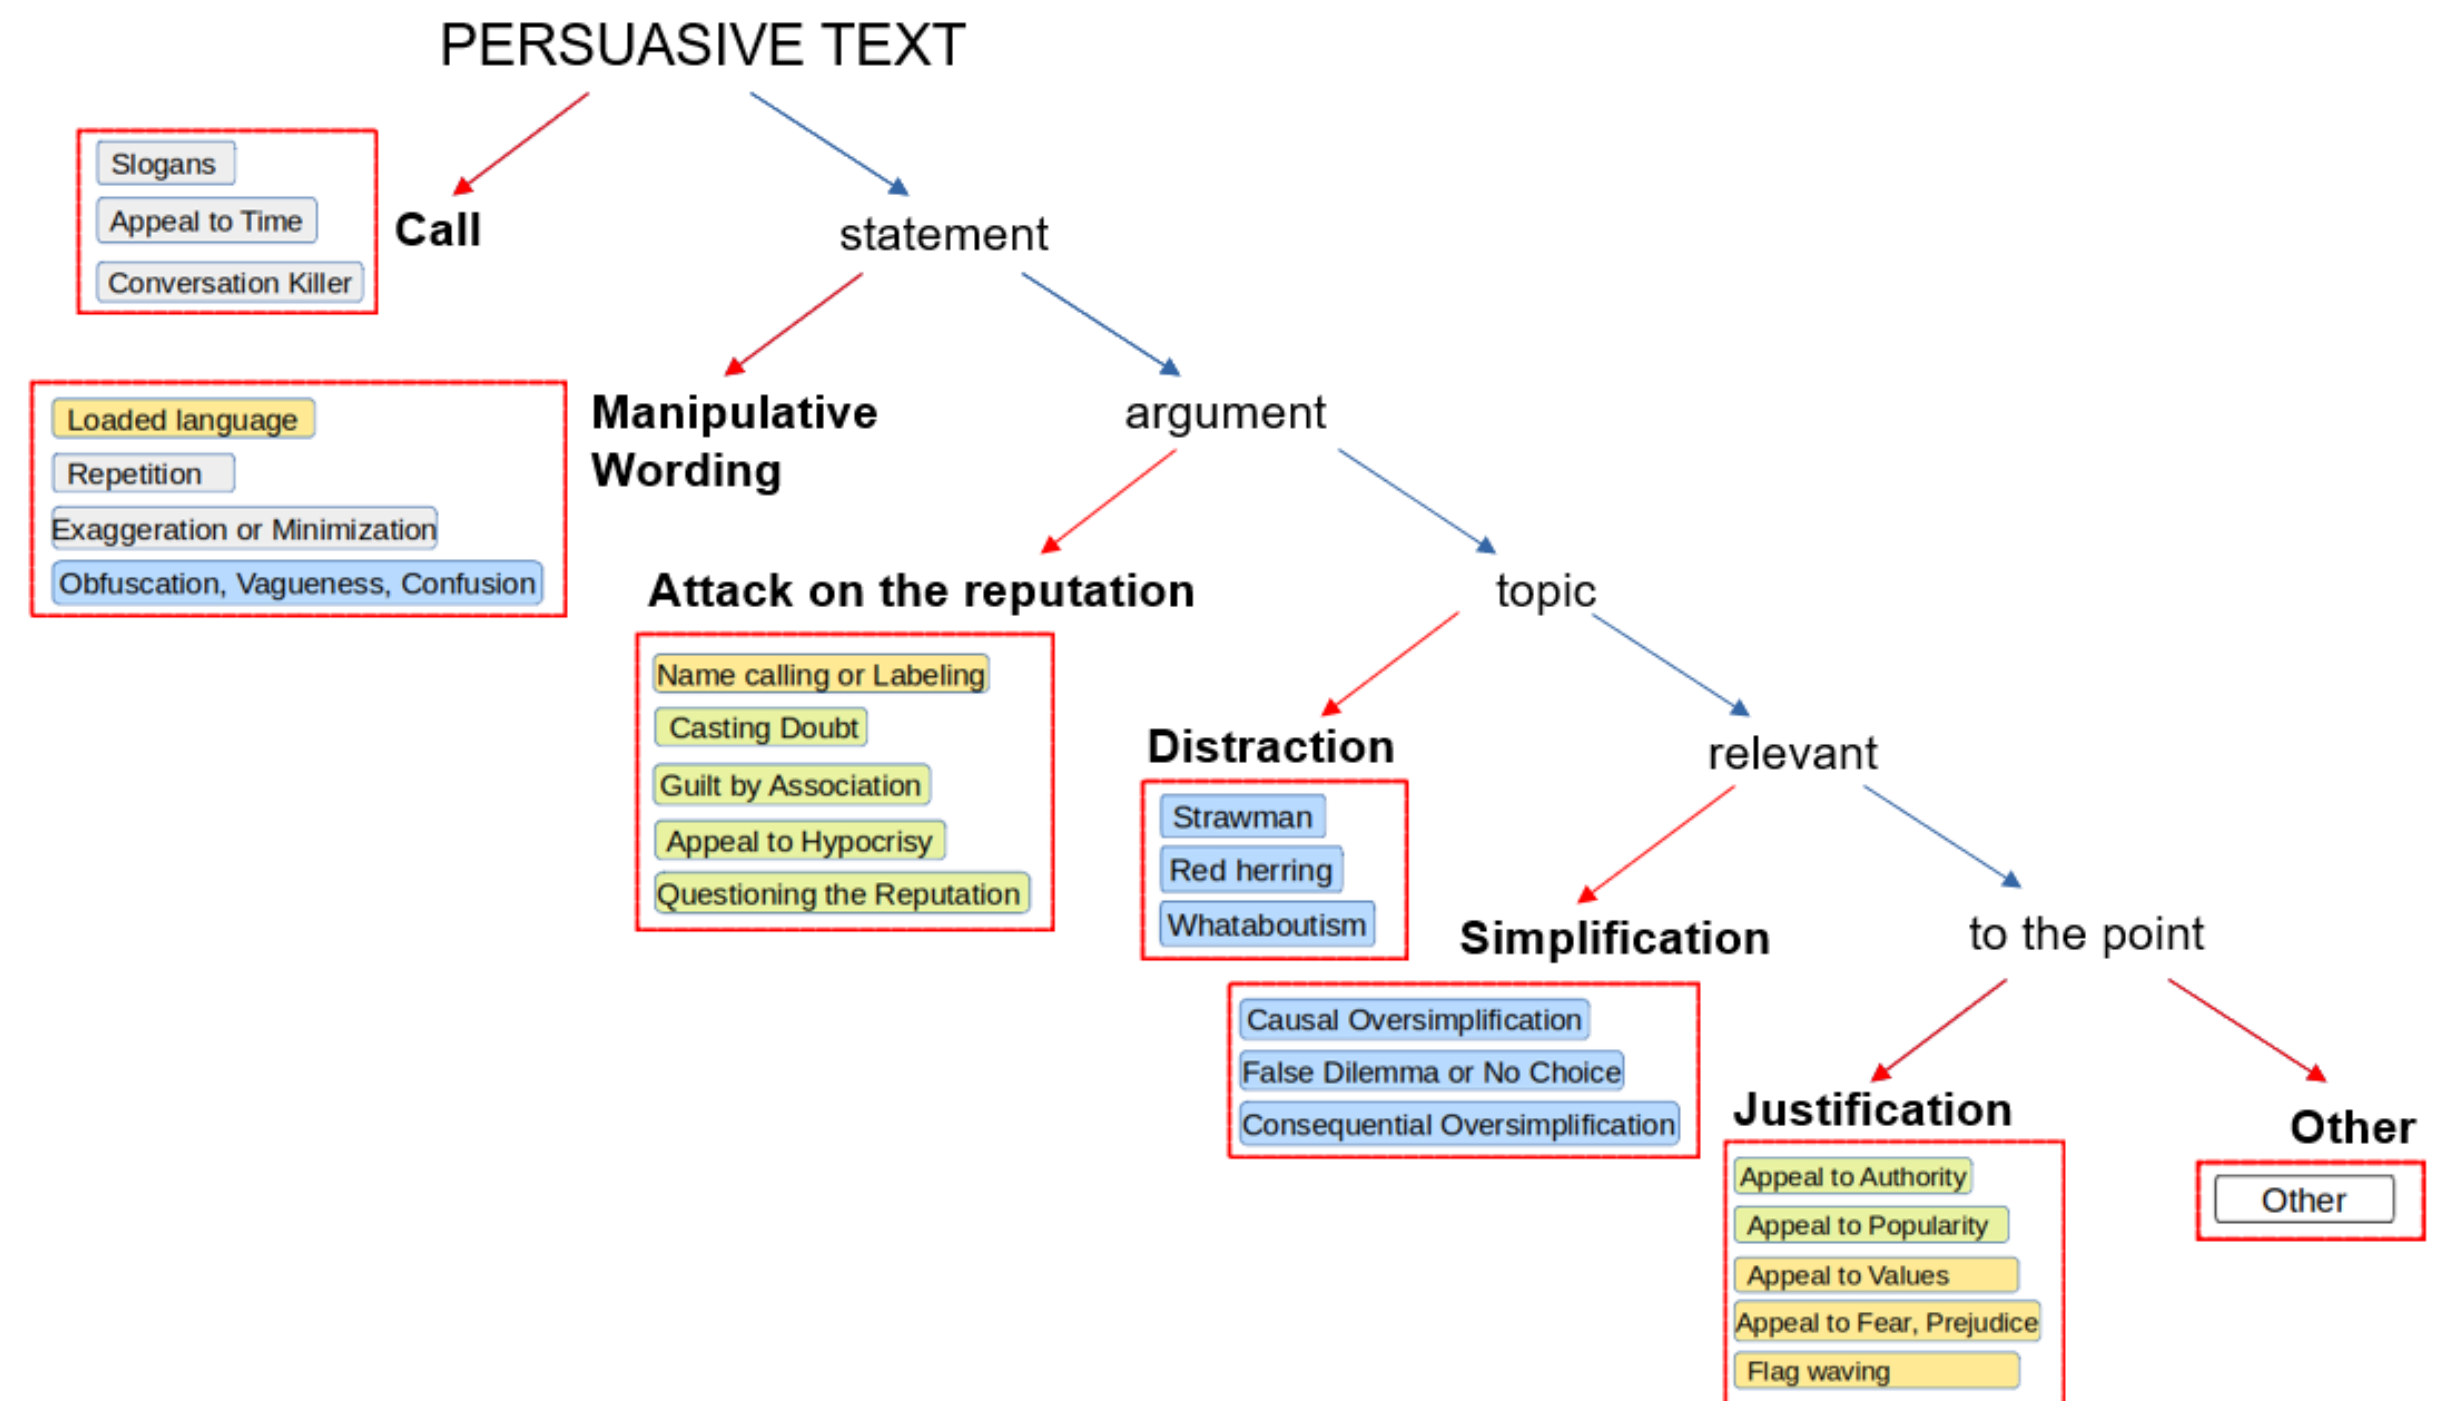 PERSUASIVE TEXT
Slogans
Appeal to Time
Conversation Killer
Call
statement
Loaded language
Repetition
Exaggeration or Minimization
Obfuscation, Vagueness, Confusion
Manipulative
Wording
argument
Attack on the reputation
Name calling or Labeling
Casting Doubt
Guilt by Association
Appeal to Hypocrisy
Questioning the Reputation
topic
Distraction
Strawman
Red herring
Whataboutism
relevant
Simplification
Causal Oversimplification
False Dilemma or No Choice
Consequential Oversimplification
to the point
Justification
Appeal to Authority
Appeal to Popularity
Appeal to Values
Appeal to Fear, Prejudice
Flag waving
Other
Other